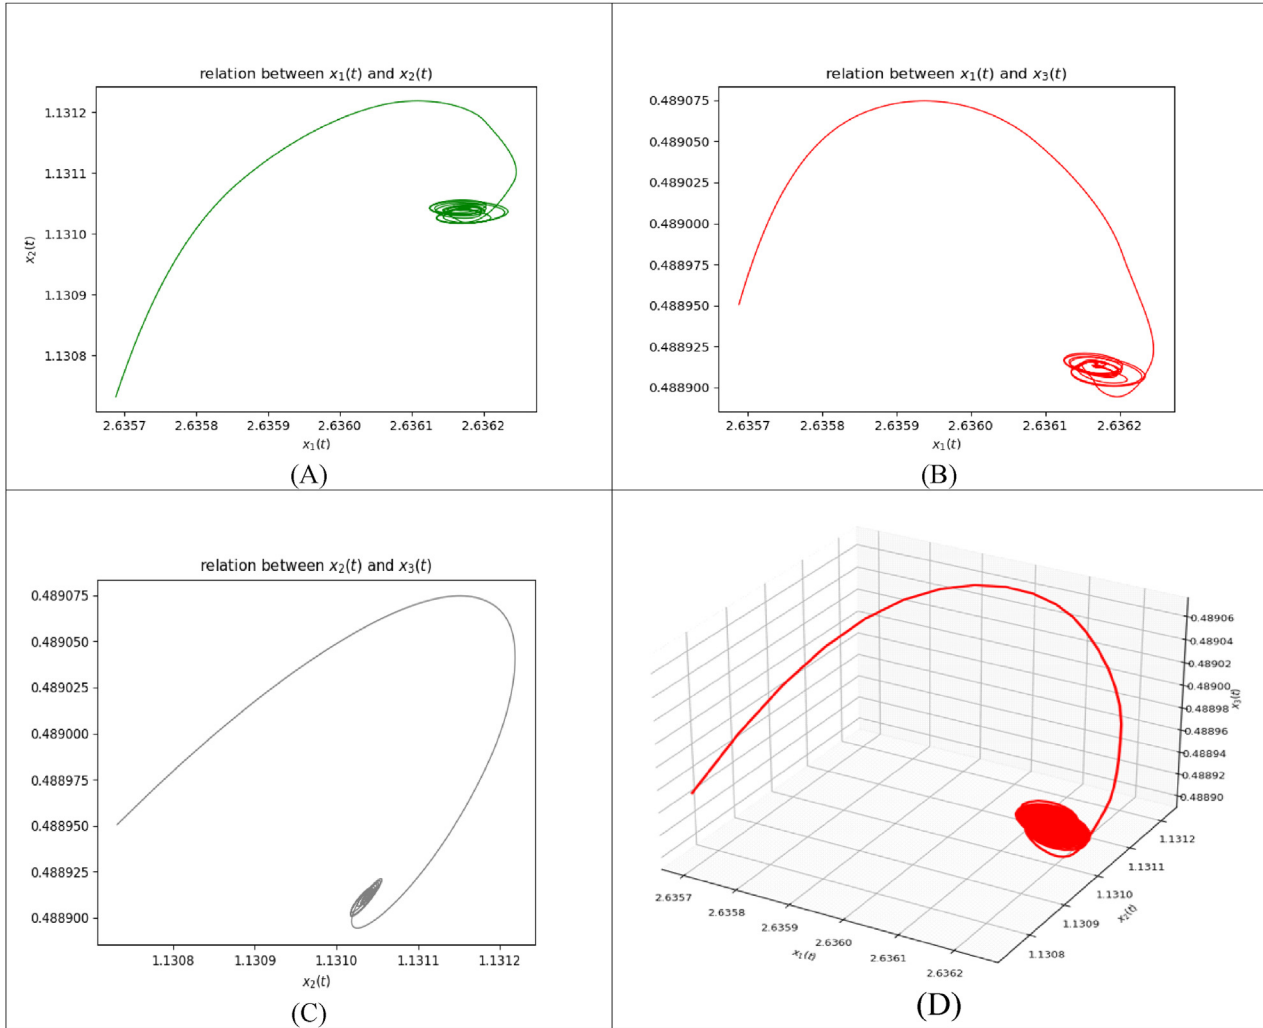 relation between x₁(t) and x₂(t)
1.1312
1.1311
1.1310
1.1309
1.1308
x₂(t)
2.6357 2.6358 2.6359 2.6360 2.6361 2.6362
x₁(t)
(A)
relation between x₁(t) and x₃(t)
0.489075
0.489050
0.489025
0.489000
0.488975
0.488950
0.488925
0.488900
2.6357 2.6358 2.6359 2.6360 2.6361 2.6362
x₁(t)
(B)
relation between x₂(t) and x₃(t)
0.489075
0.489050
0.489025
0.489000
0.488975
0.488950
0.488925
0.488900
1.1308 1.1309 1.1310 1.1311 1.1312
x₂(t)
(C)
0.48906
0.48904
0.48902
0.48900
0.48898
0.48896
0.48894
0.48892
0.48890
x₃(t)
1.1312
1.1311
1.1310
1.1309
1.1308
x₂(t)
2.6357
2.6358
2.6359
2.6360
2.6361
2.6362
x₁(t)
(D)